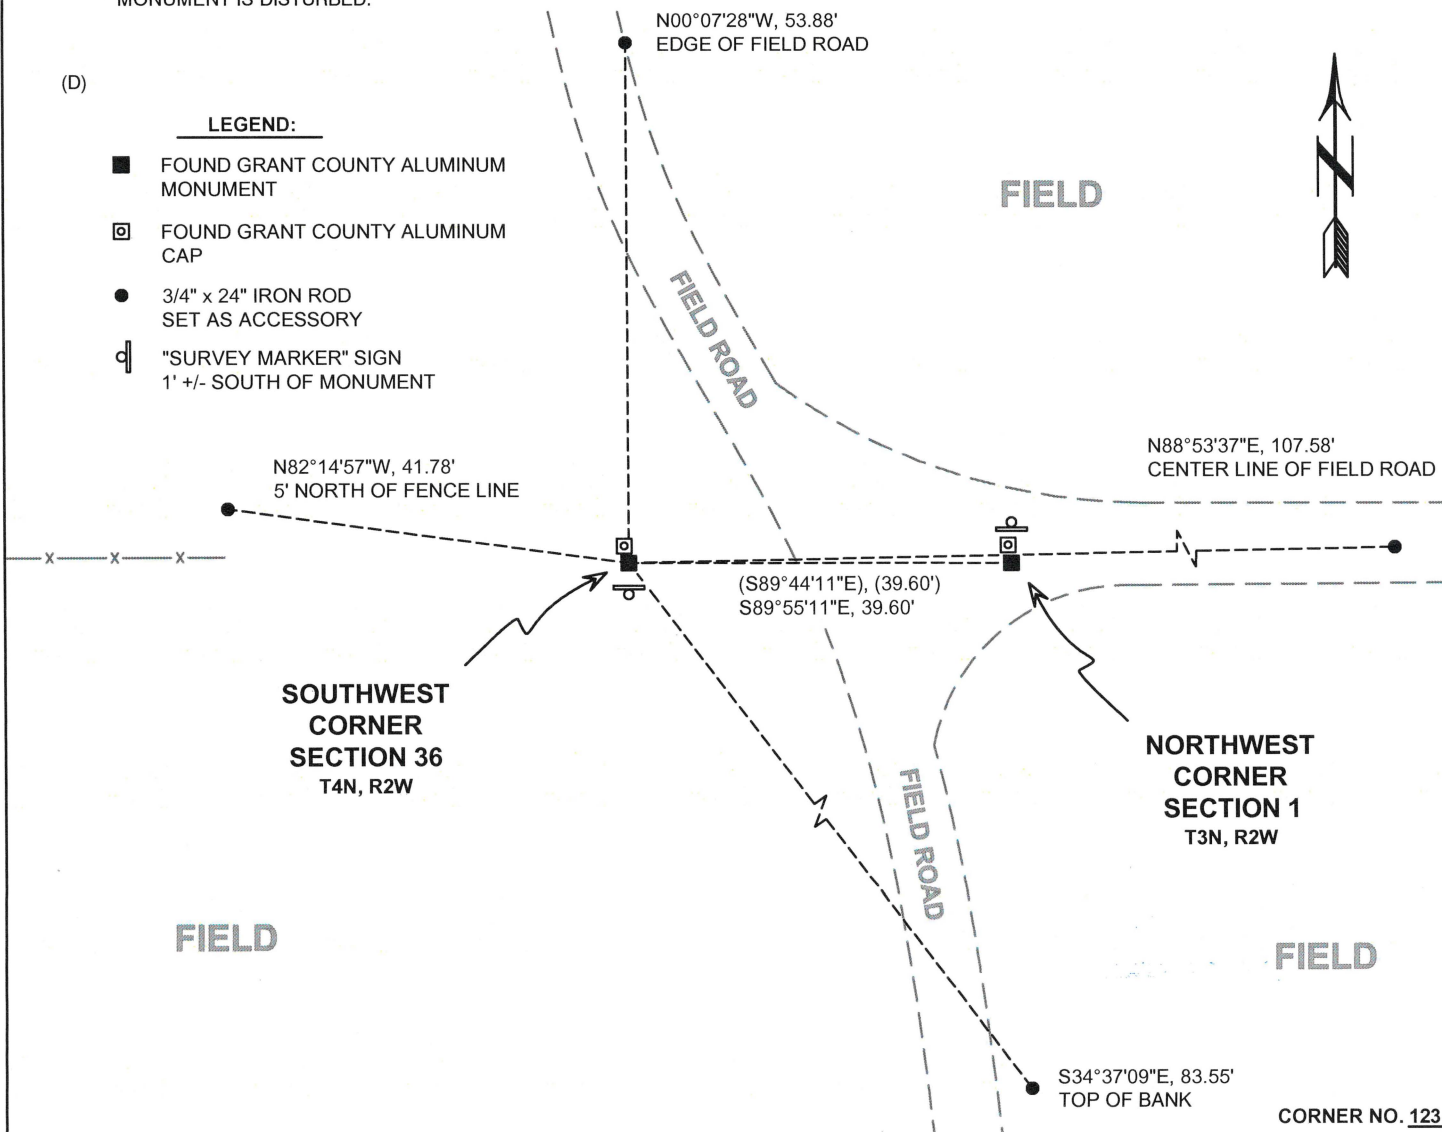 MONUMENT IS DISTURBED.
N00°07'28"W, 53.88'
EDGE OF FIELD ROAD
(D)
LEGEND:
FOUND GRANT COUNTY ALUMINUM
MONUMENT
FOUND GRANT COUNTY ALUMINUM
CAP
3/4" x 24" IRON ROD
SET AS ACCESSORY
"SURVEY MARKER" SIGN
1' +/- SOUTH OF MONUMENT
N
FIELD
FIELD ROAD
N88°53'37"E, 107.58'
CENTER LINE OF FIELD ROAD
N82°14'57"W, 41.78'
5' NORTH OF FENCE LINE
X X X
(S89°44'11"E), (39.60')
S89°55'11"E, 39.60'
SOUTHWEST
CORNER
SECTION 36
T4N, R2W
NORTHWEST
CORNER
SECTION 1
T3N, R2W
FIELD ROAD
FIELD
FIELD
S34°37'09"E, 83.55'
TOP OF BANK
CORNER NO. 123